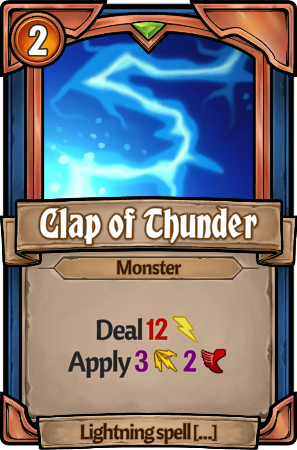 2
Clap of Thunder
Monster
Deal 12
Apply 3 2
Lightning spell [...]